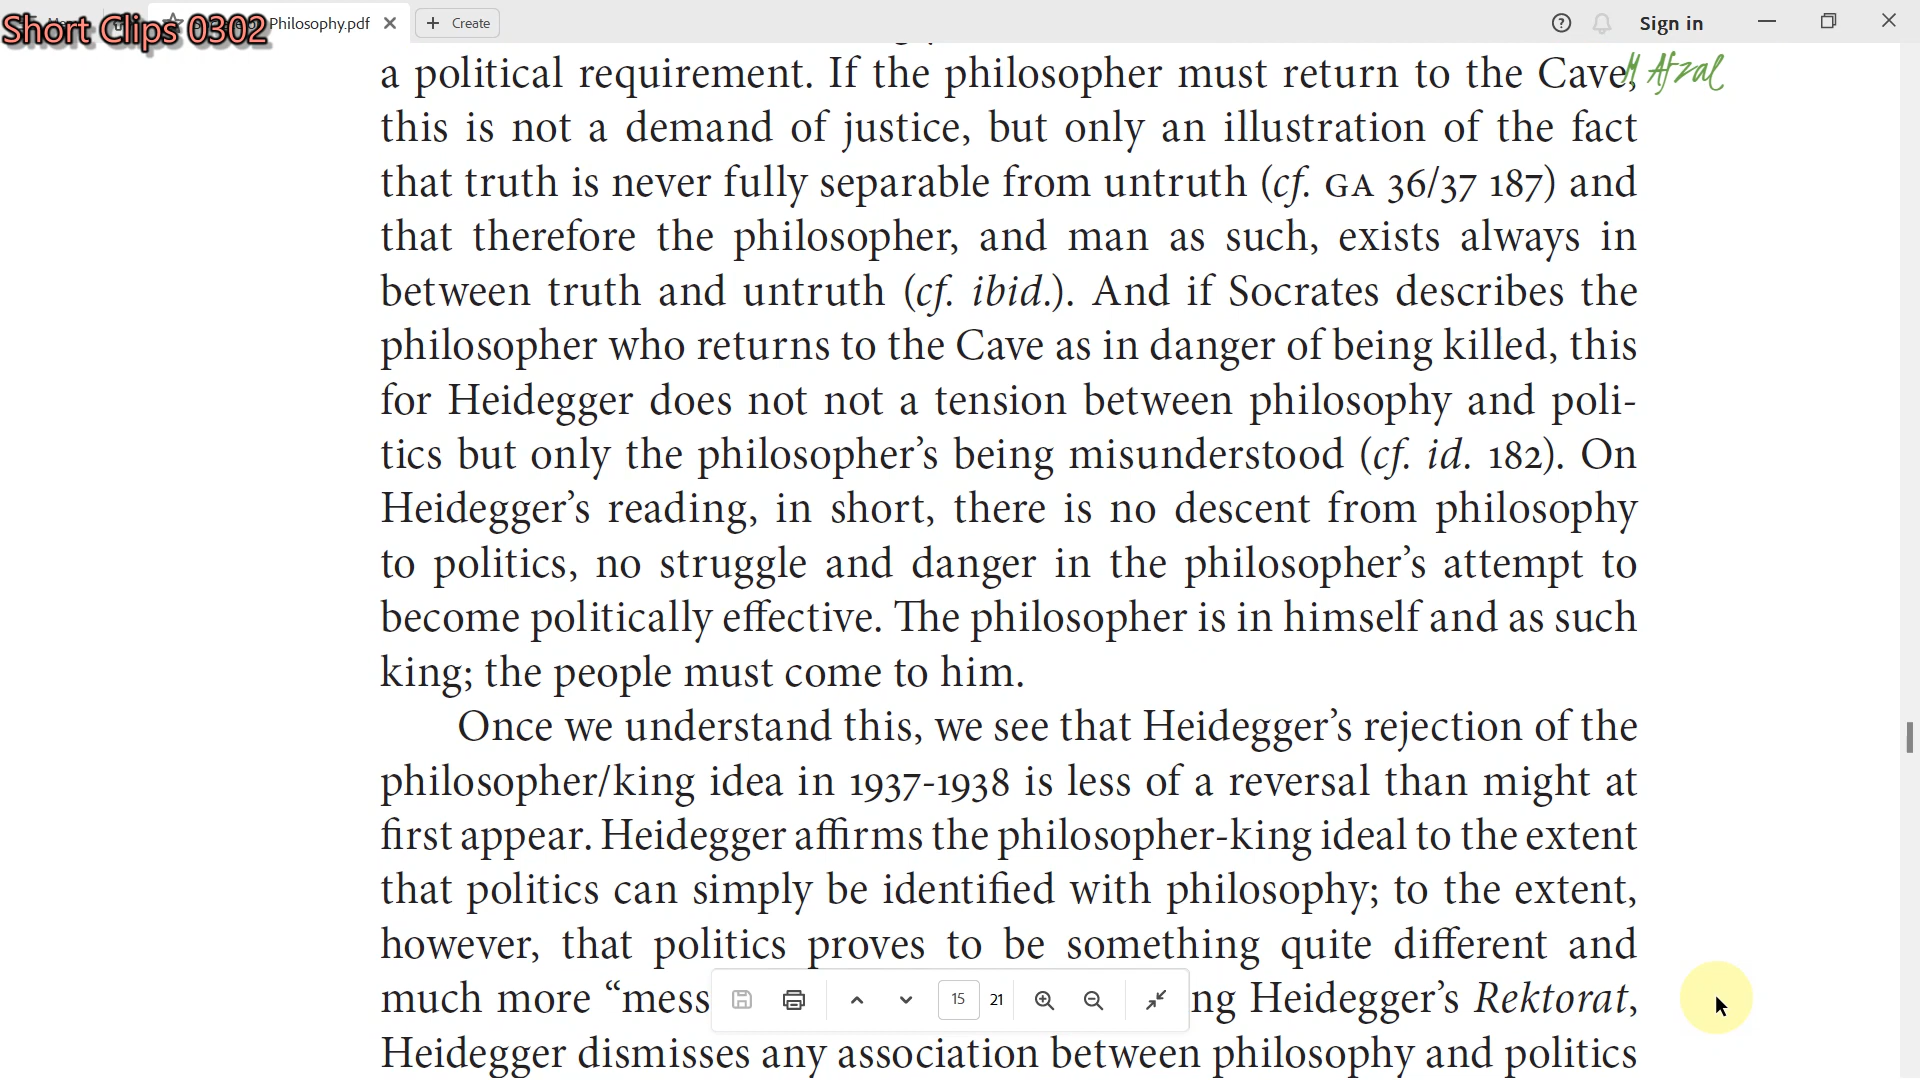 Short Clips 0302
Philosophy.pdf
Create
Sign in
a political requirement. If the philosopher must return to the Cave,
M Afzal
this is not a demand of justice, but only an illustration of the fact
that truth is never fully separable from untruth (cf. GA 36/37 187) and
that therefore the philosopher, and man as such, exists always in
between truth and untruth (cf. ibid.). And if Socrates describes the
philosopher who returns to the Cave as in danger of being killed, this
for Heidegger does not not a tension between philosophy and poli-
tics but only the philosopher’s being misunderstood (cf. id. 182). On
Heidegger’s reading, in short, there is no descent from philosophy
to politics, no struggle and danger in the philosopher’s attempt to
become politically effective. The philosopher is in himself and as such
king; the people must come to him.
Once we understand this, we see that Heidegger’s rejection of the
philosopher/king idea in 1937-1938 is less of a reversal than might at
first appear. Heidegger affirms the philosopher-king ideal to the extent
that politics can simply be identified with philosophy; to the extent,
however, that politics proves to be something quite different and
much more “mess ng Heidegger’s Rektorat,
15 21
Heidegger dismisses any association between philosophy and politics